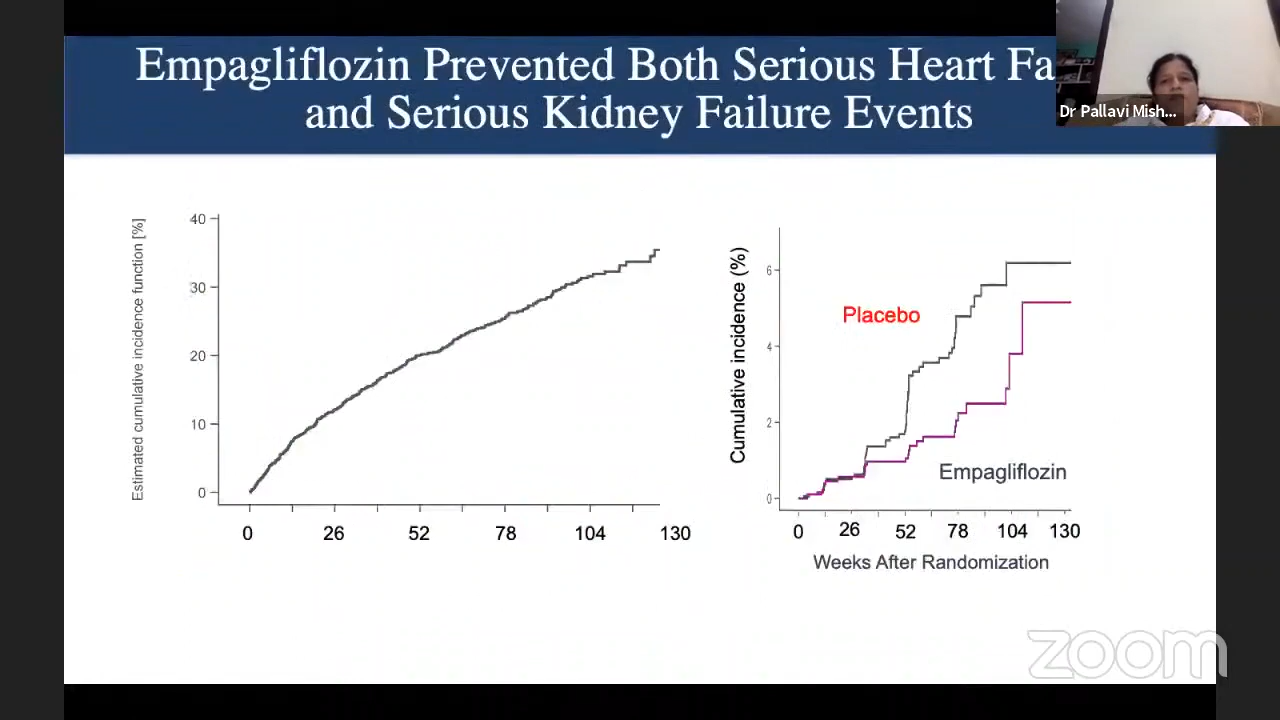 Empagliflozin Prevented Both Serious Heart Fa
and Serious Kidney Failure Events
Dr Pallavi Mish...
Estimated cumulative incidence function [%]
40
30
20
10
0
0 26 52 78 104 130
Cumulative incidence (%)
6
4
2
0
Placebo
Empagliflozin
0 26 52 78 104 130
Weeks After Randomization
zoom